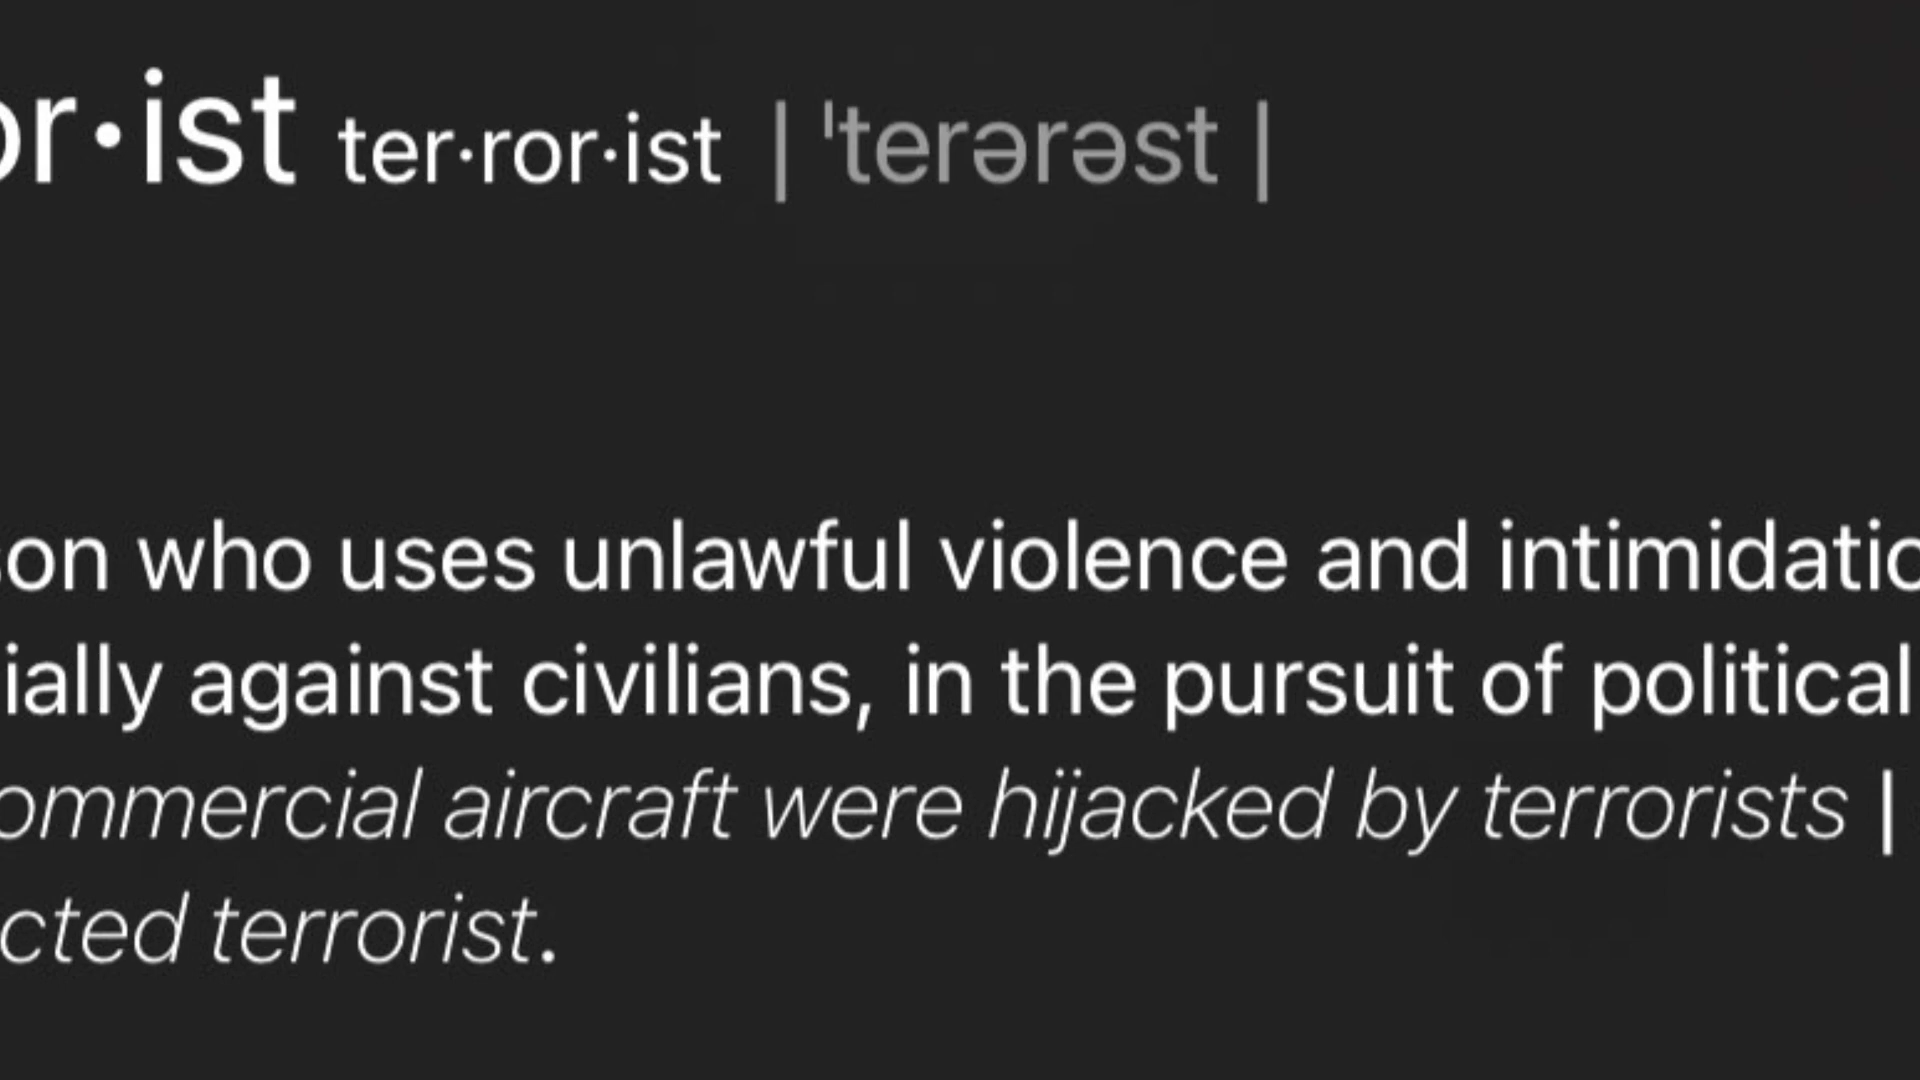 or·ist ter·ror·ist | ˈterərəst |
son who uses unlawful violence and intimidatio
ially against civilians, in the pursuit of political
ommercial aircraft were hijacked by terrorists |
cted terrorist.